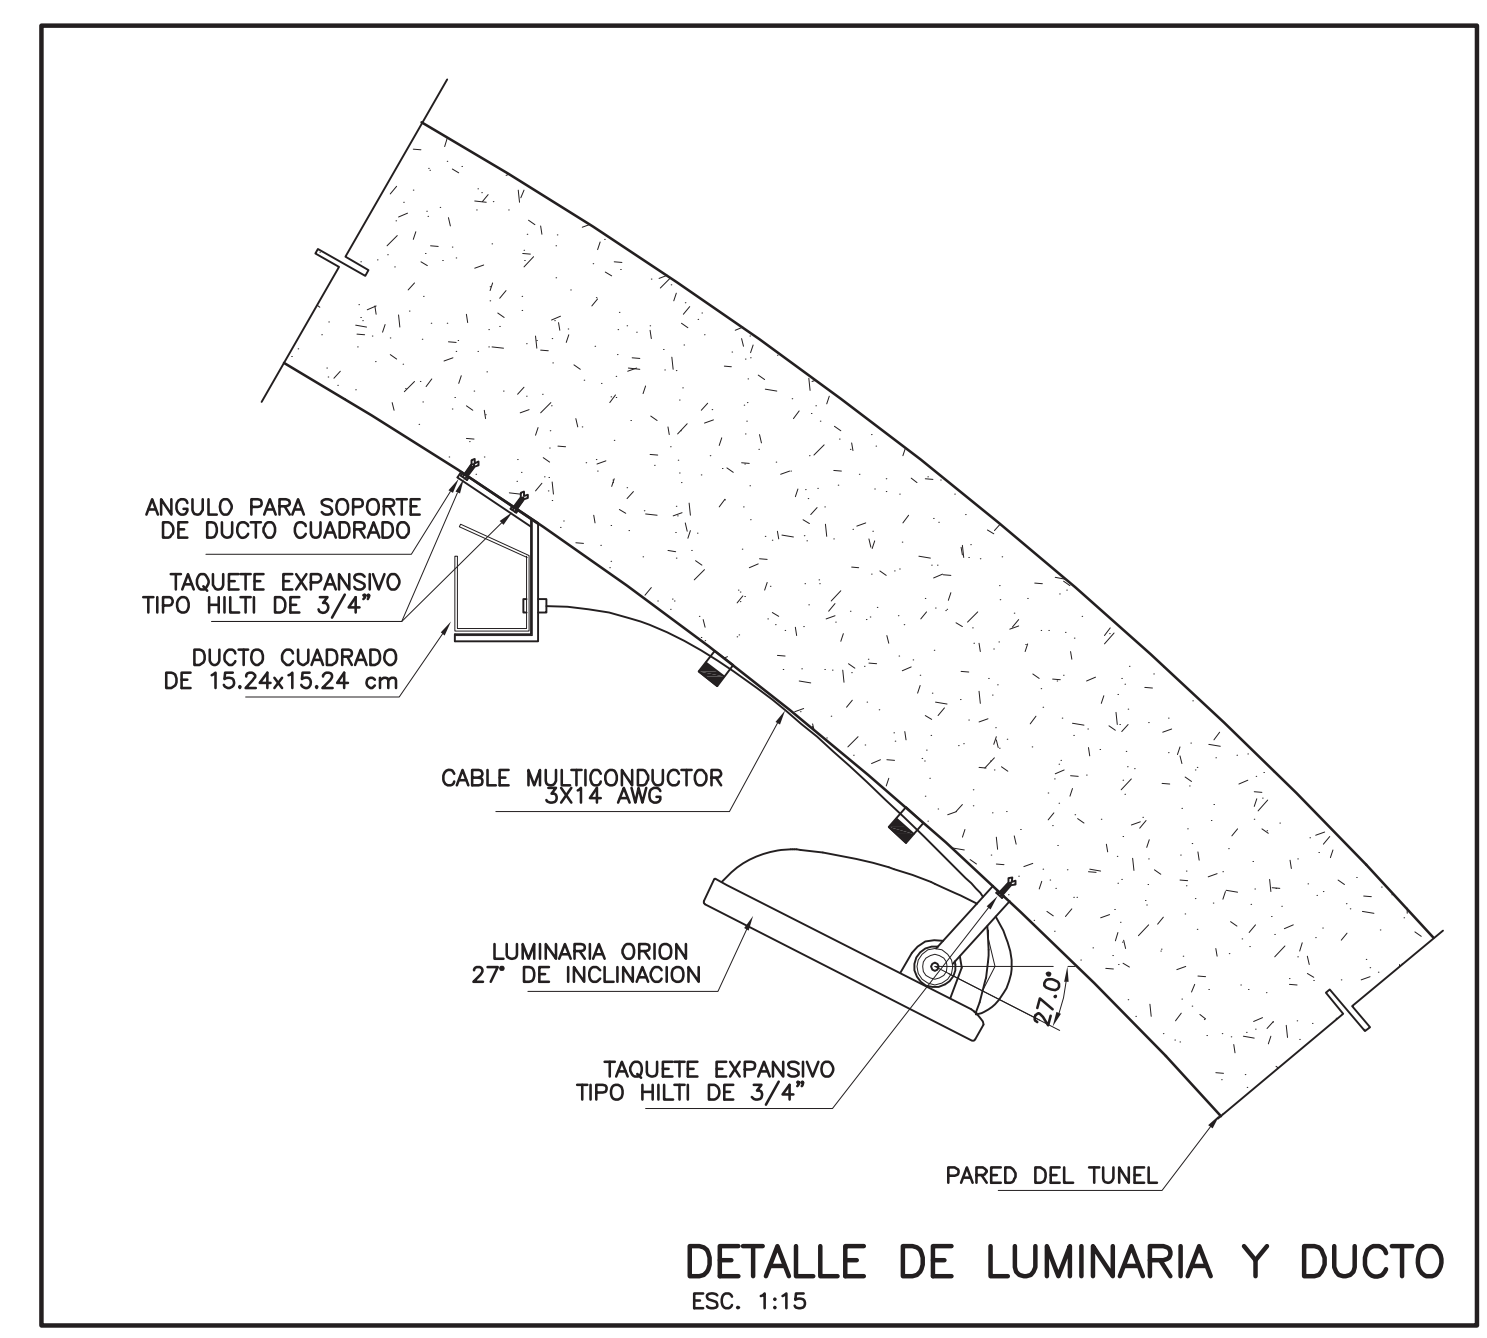 ANGULO PARA SOPORTE
DE DUCTO CUADRADO
TAQUETE EXPANSIVO
TIPO HILTI DE 3/4"
DUCTO CUADRADO
DE 15.24x15.24 cm
CABLE MULTICONDUCTOR
3X14 AWG
LUMINARIA ORION
27° DE INCLINACION
27.0°
TAQUETE EXPANSIVO
TIPO HILTI DE 3/4"
PARED DEL TUNEL
DETALLE DE LUMINARIA Y DUCTO
ESC. 1:15